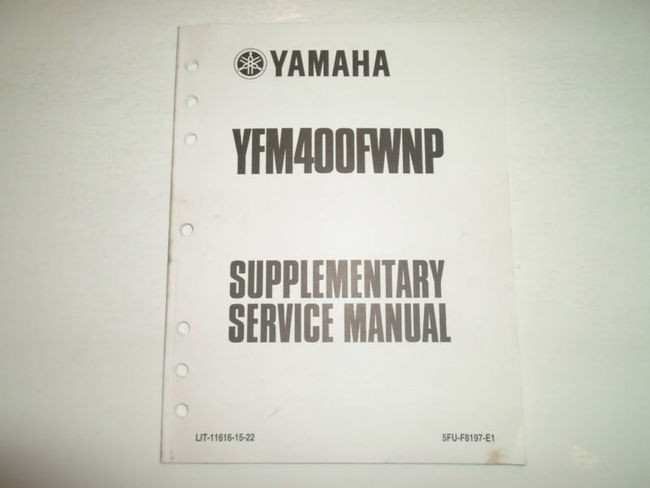 YAMAHA
YFM400FWNP
SUPPLEMENTARY
SERVICE MANUAL
LIT-11616-15-22 5FU-F8197-E1